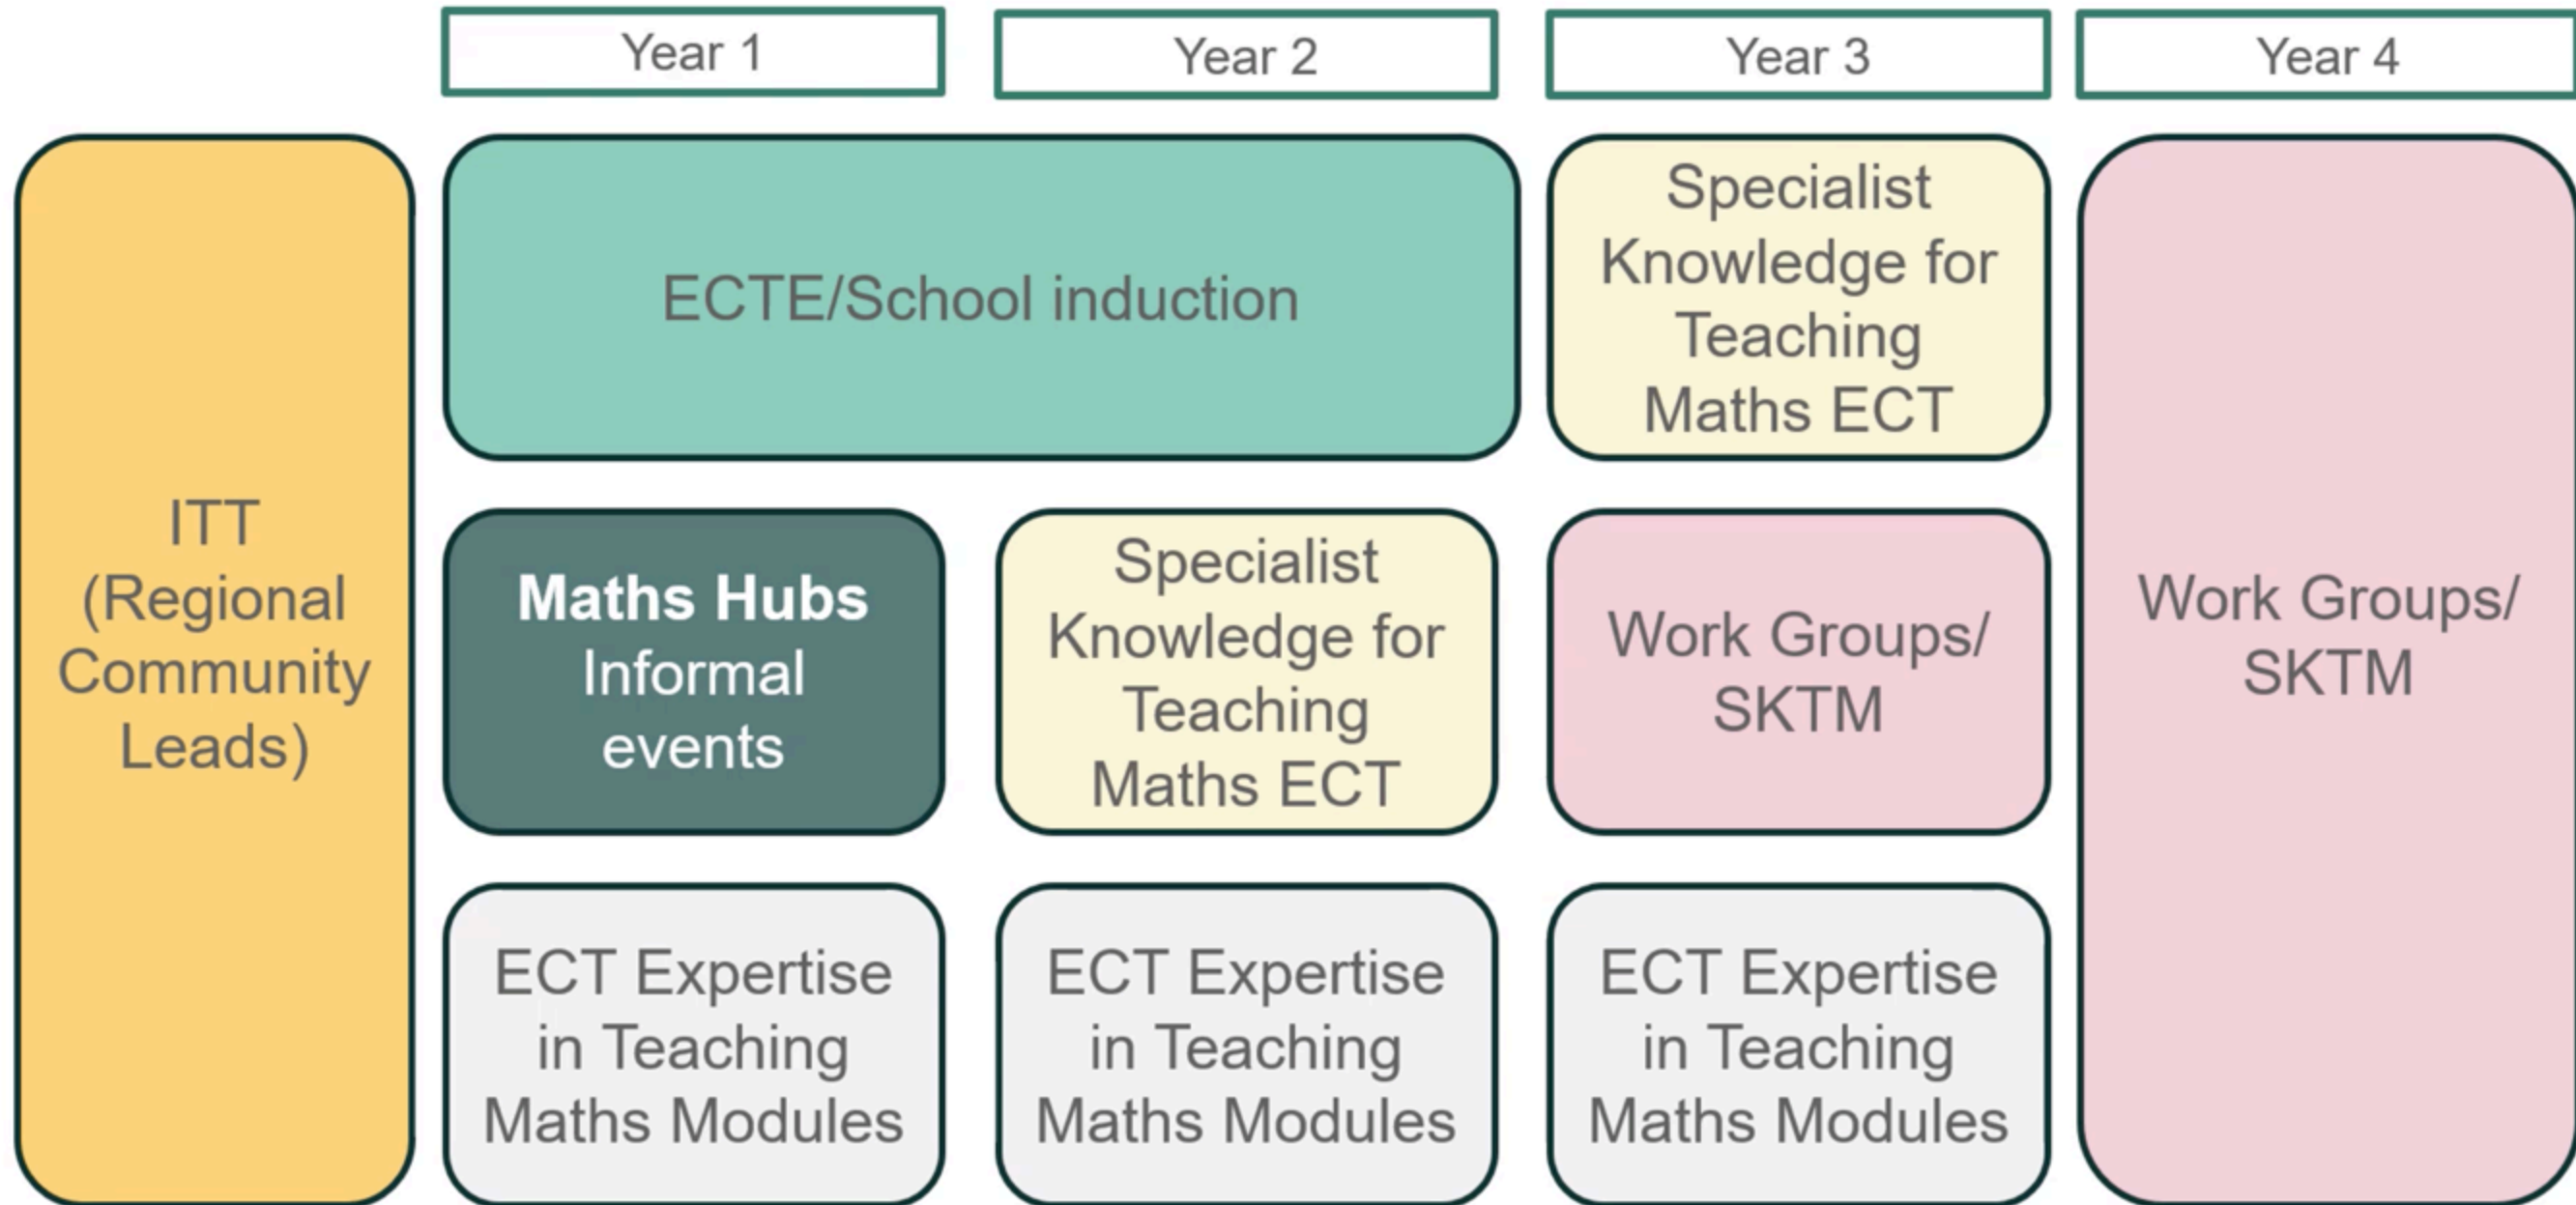 Year 1
Year 2
Year 3
Year 4
ITT
(Regional
Community
Leads)
ECTE/School induction
Specialist
Knowledge for
Teaching
Maths ECT
Maths Hubs
Informal
events
Specialist
Knowledge for
Teaching
Maths ECT
Work Groups/
SKTM
Work Groups/
SKTM
ECT Expertise
in Teaching
Maths Modules
ECT Expertise
in Teaching
Maths Modules
ECT Expertise
in Teaching
Maths Modules